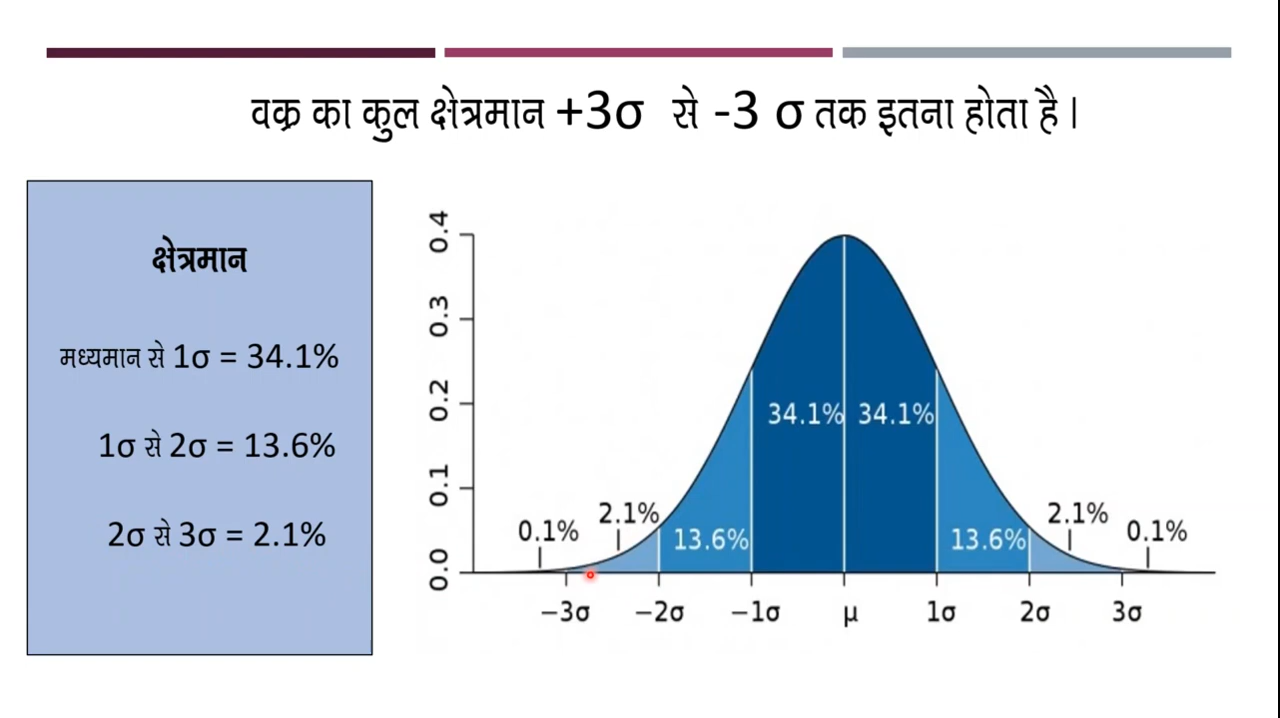 वक्र का कुल क्षेत्रमान +3σ से -3 σ तक इतना होता है ।
क्षेत्रमान
मध्यमान से 1σ = 34.1%
1σ से 2σ = 13.6%
2σ से 3σ = 2.1%
0.4
0.3
0.2
0.1
0.0
34.1% 34.1%
0.1% 2.1% 13.6% 13.6% 2.1% 0.1%
−3σ −2σ −1σ μ 1σ 2σ 3σ